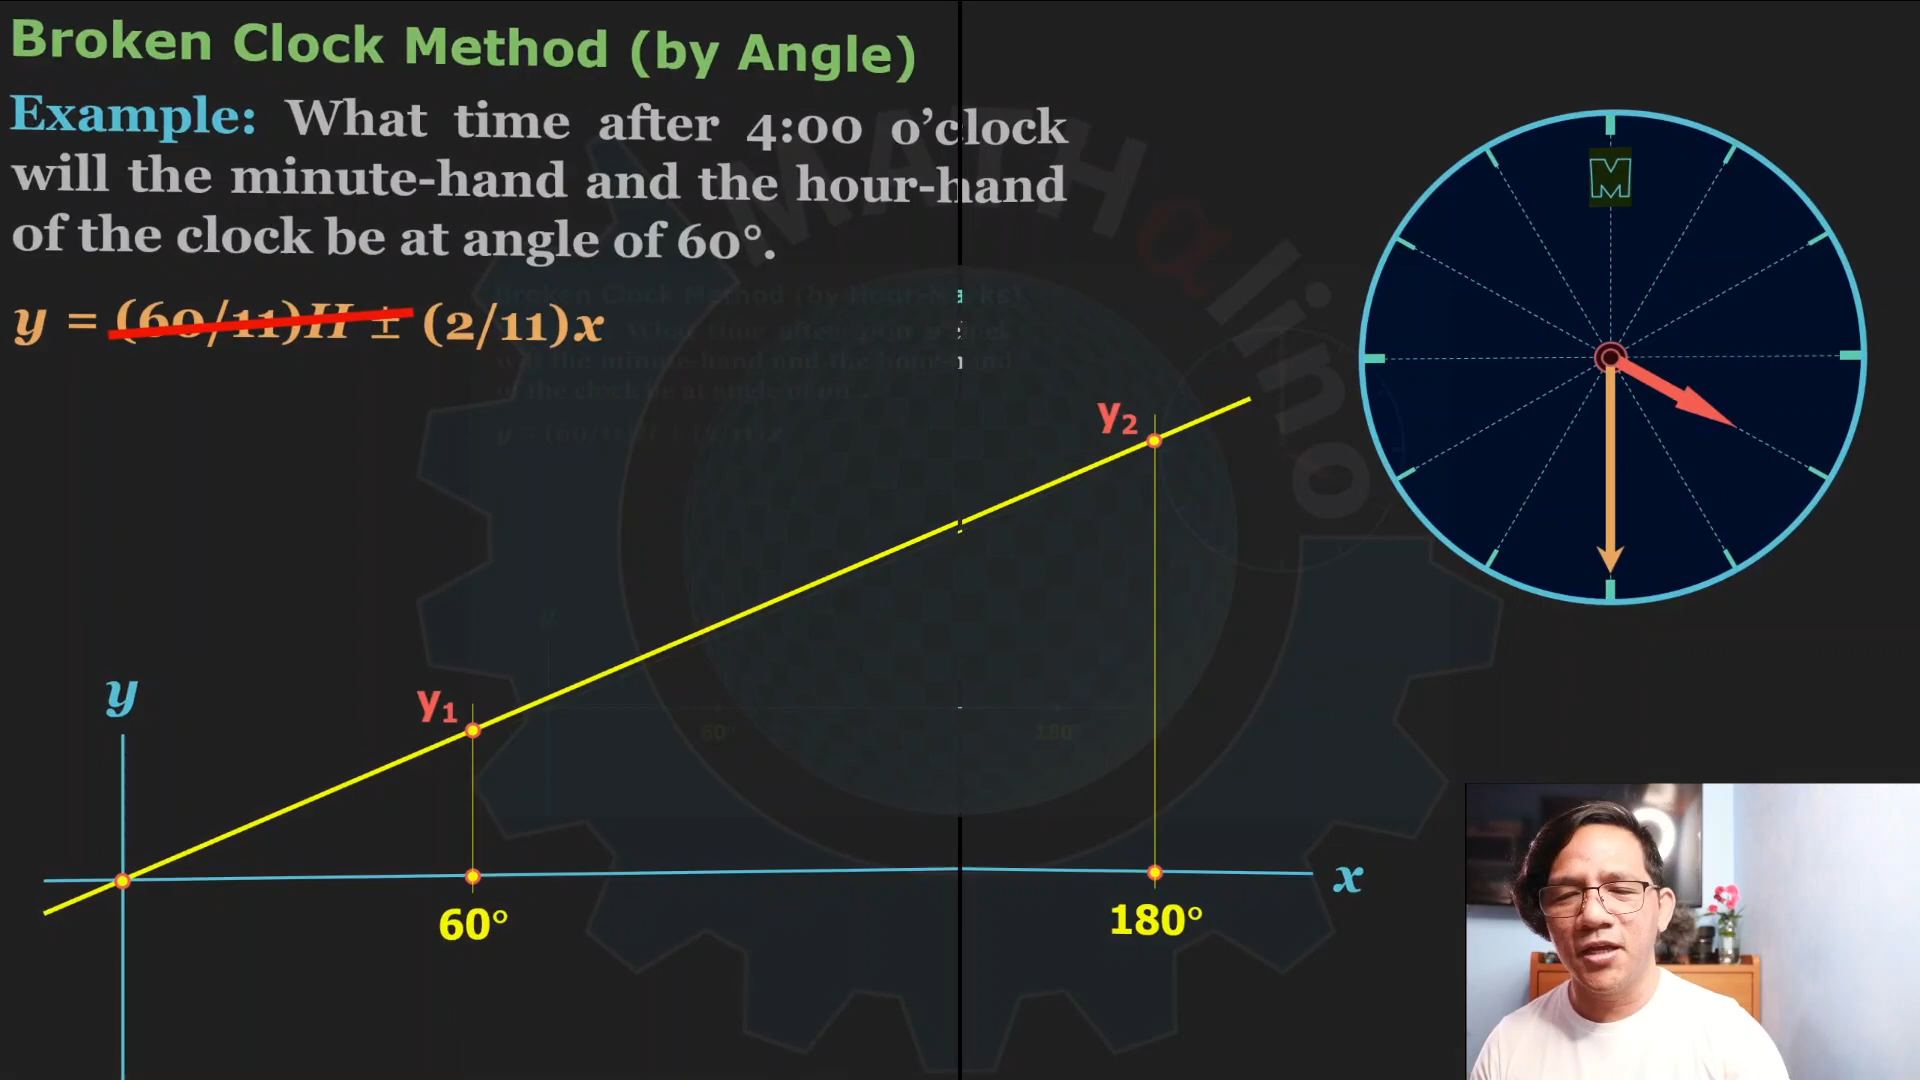 Broken Clock Method (by Angle)
Example: What time after 4:00 o’clock
will the minute-hand and the hour-hand
of the clock be at angle of 60°.
y = (60/11)H ± (2/11)x
MATHalino
M
y₂
y₁
y
x
60°
180°